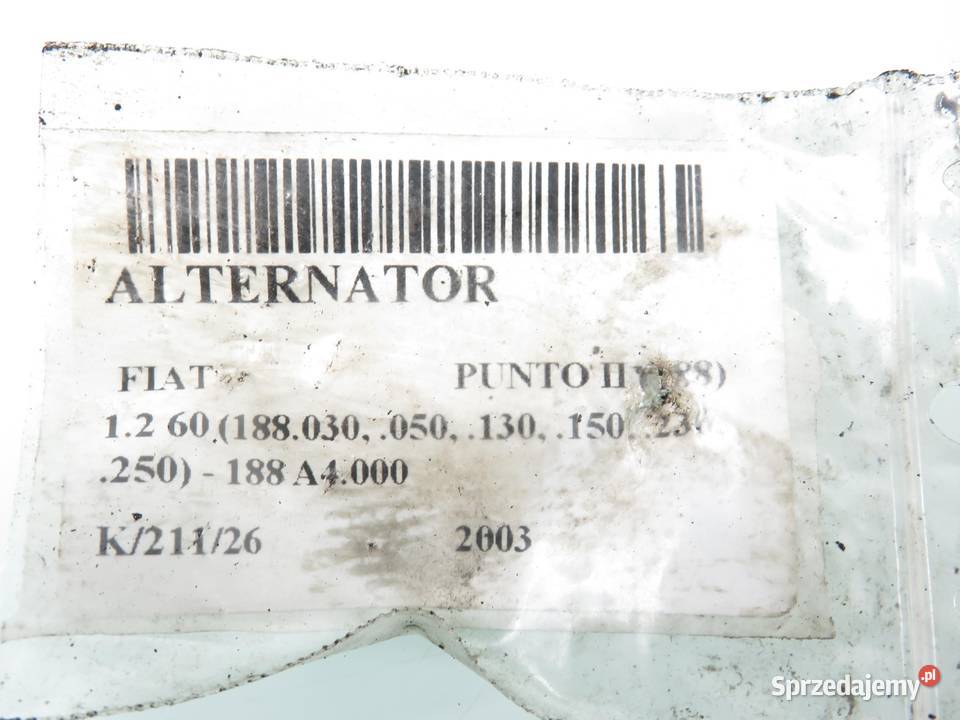 ALTERNATOR
FIAT PUNTO II
1.2 60 (188.030, .050, .130, .150,
.250) - 188 A4.000
K/211/26 2003
Sprzedajemy.pl